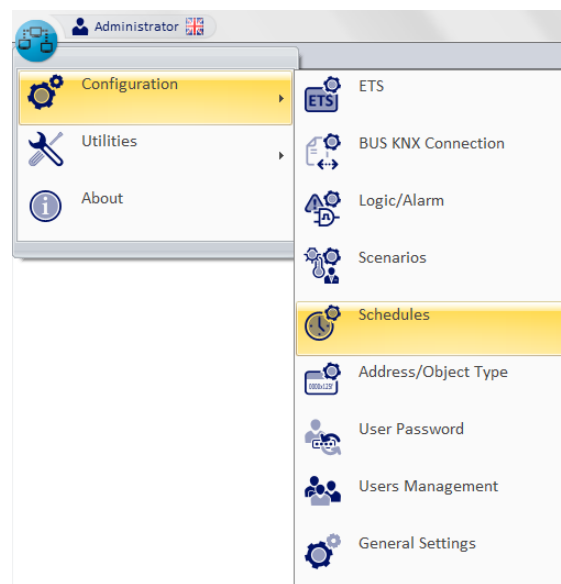 Administrator
Configuration
Utilities
About
ETS
ETS
BUS KNX Connection
Logic/Alarm
Scenarios
Schedules
Address/Object Type
User Password
Users Management
General Settings